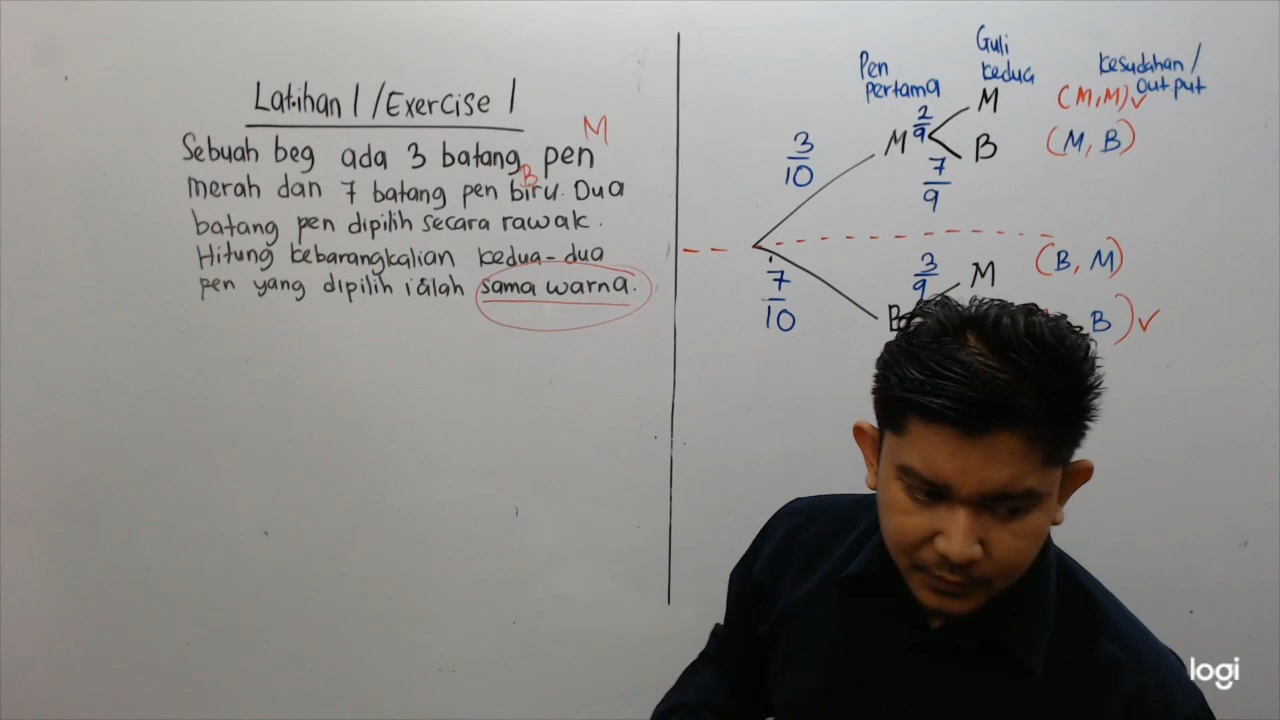 Latihan 1 / Exercise 1
M
Sebuah beg ada 3 batang pen
B
merah dan 7 batang pen biru. Dua
batang pen dipilih secara rawak.
Hitung kebarangkalian kedua-dua
pen yang dipilih ialah sama warna.
Pen
pertama
Guli
kedua
Kesudahan /
Output
3/10
M
2/9
M
(M, M) ✓
7/9
B
(M, B)
7/10
B
3/9
M
(B, M)
B) ✓
logi